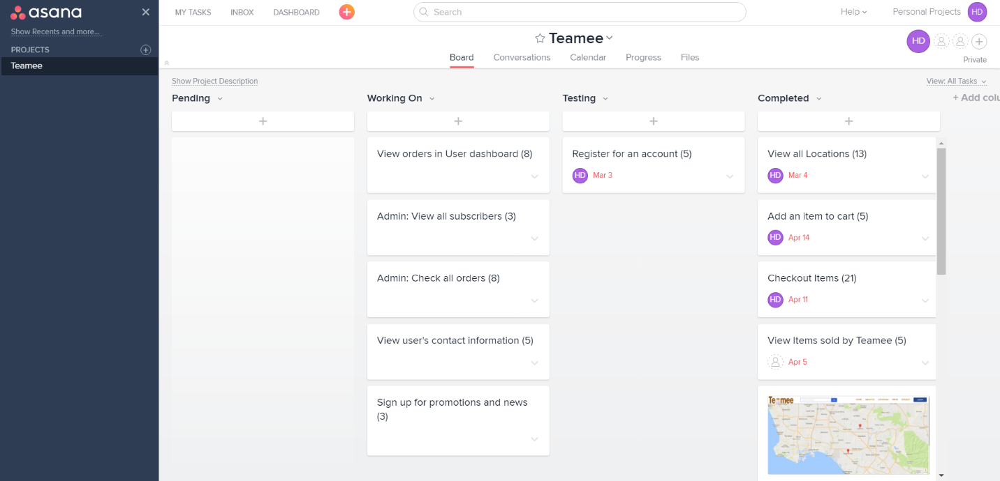 asana
Show Recents and more...
PROJECTS
Teamee
MY TASKS
INBOX
DASHBOARD
Search
Help
Personal Projects
HD
Teamee
HD
Board
Conversations
Calendar
Progress
Files
Private
Show Project Description
View: All Tasks
Pending
Working On
View orders in User dashboard (8)
Admin: View all subscribers (3)
Admin: Check all orders (8)
View user's contact information (5)
Sign up for promotions and news
(3)
Testing
Register for an account (5)
HD Mar 3
Completed
View all Locations (13)
HD Mar 4
Add an item to cart (5)
HD Apr 14
Checkout Items (21)
HD Apr 11
View Items sold by Teamee (5)
Apr 5
Teamee
+ Add colu